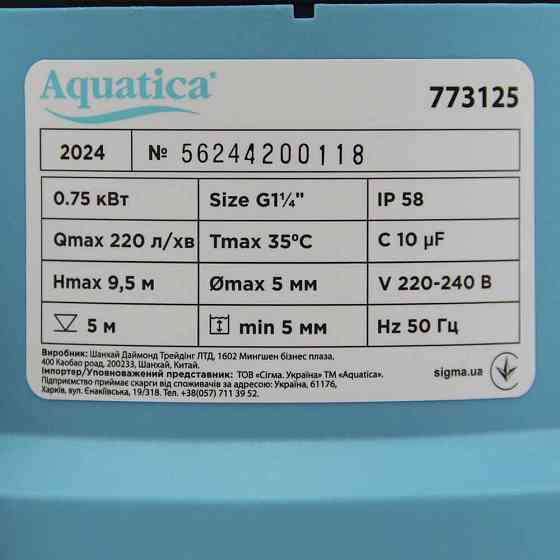 Aquatica®
773125
2024 № 56244200118
0.75 кВт Size G1¼" IP 58
Qmax 220 л/хв Tmax 35°C C 10 µF
Hmax 9,5 м Ømax 5 мм V 220-240 В
5 м min 5 мм Hz 50 Гц
Виробник: Шанхай Даймонд Трейдінг ЛТД, 1602 Мингшен бізнес плаза,
400 Каобао роад, 200233, Шанхай, Китай.
Імпортер/Уповноважений представник: ТОВ «Сігма. Україна» ТМ «Aquatica».
Підприємство приймає скарги від споживачів за адресою: Україна, 61176,
Харків, вул. Єнакіївська, 19/318. Тел. +38(057) 711 39 52.
sigma.ua